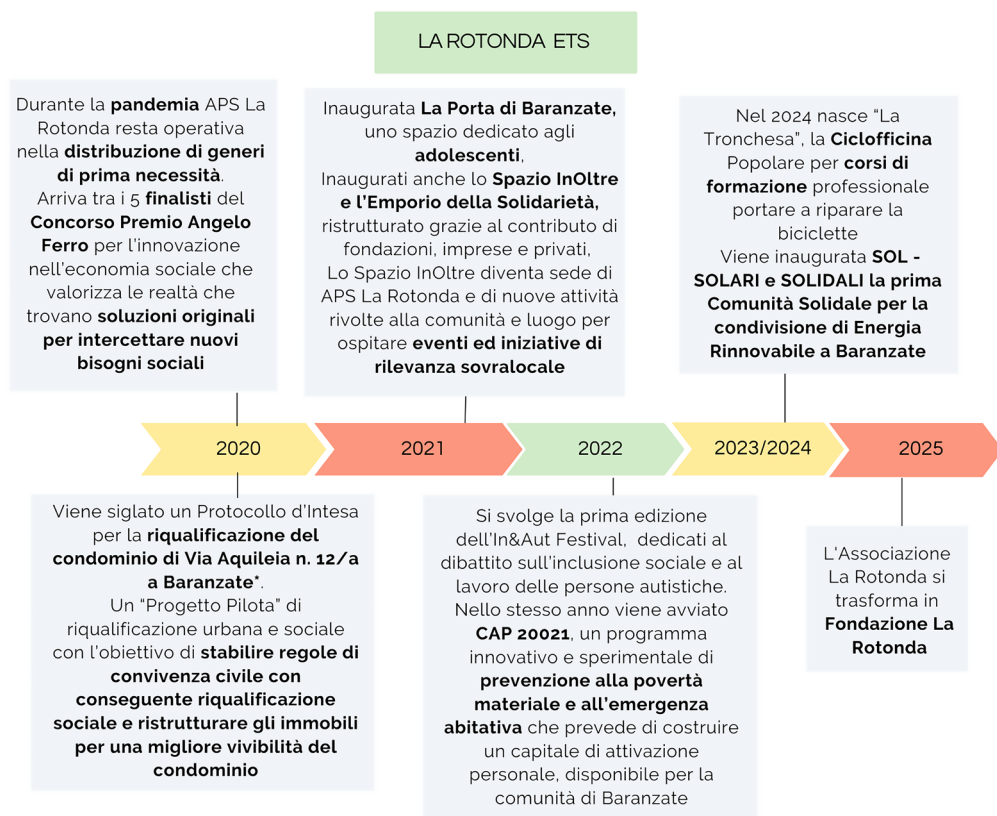 LA ROTONDA ETS
Durante la pandemia APS La
Rotonda resta operativa
nella distribuzione di generi
di prima necessità.
Arriva tra i 5 finalisti del
Concorso Premio Angelo
Ferro per l'innovazione
nell'economia sociale che
valorizza le realtà che
trovano soluzioni originali
per intercettare nuovi
bisogni sociali
Inaugurata La Porta di Baranzate,
uno spazio dedicato agli
adolescenti,
Inaugurati anche lo Spazio InOltre
e l'Emporio della Solidarietà,
ristrutturato grazie al contributo di
fondazioni, imprese e privati,
Lo Spazio InOltre diventa sede di
APS La Rotonda e di nuove attività
rivolte alla comunità e luogo per
ospitare eventi ed iniziative di
rilevanza sovralocale
Nel 2024 nasce “La
Tronchesa”, la Ciclofficina
Popolare per corsi di
formazione professionale
portare a riparare la
biciclette
Viene inaugurata SOL -
SOLARI e SOLIDALI la prima
Comunità Solidale per la
condivisione di Energia
Rinnovabile a Baranzate
2020
2021
2022
2023/2024
2025
Viene siglato un Protocollo d'Intesa
per la riqualificazione del
condominio di Via Aquileia n. 12/a
a Baranzate*.
Un “Progetto Pilota” di
riqualificazione urbana e sociale
con l'obiettivo di stabilire regole di
convivenza civile con
conseguente riqualificazione
sociale e ristrutturare gli immobili
per una migliore vivibilità del
condominio
Si svolge la prima edizione
dell'In&Aut Festival, dedicati al
dibattito sull'inclusione sociale e al
lavoro delle persone autistiche.
Nello stesso anno viene avviato
CAP 20021, un programma
innovativo e sperimentale di
prevenzione alla povertà
materiale e all'emergenza
abitativa che prevede di costruire
un capitale di attivazione
personale, disponibile per la
comunità di Baranzate
L'Associazione
La Rotonda si
trasforma in
Fondazione La
Rotonda